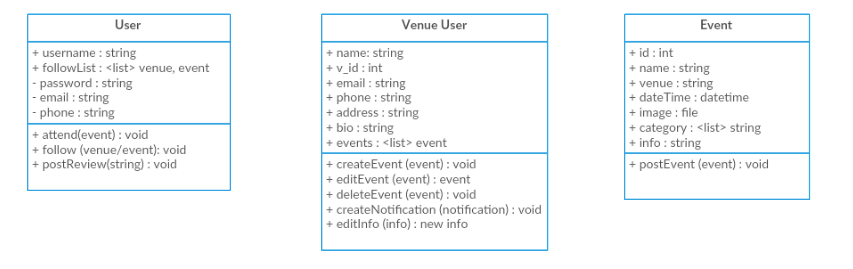 User
+ username : string
+ followList : <list> venue, event
- password : string
- email : string
- phone : string
+ attend(event) : void
+ follow (venue/event): void
+ postReview(string) : void
Venue User
+ name: string
+ v_id : int
+ email : string
+ phone : string
+ address : string
+ bio : string
+ events : <list> event
+ createEvent (event) : void
+ editEvent (event) : event
+ deleteEvent (event) : void
+ createNotification (notification) : void
+ editInfo (info) : new info
Event
+ id : int
+ name : string
+ venue : string
+ dateTime : datetime
+ image : file
+ category : <list> string
+ info : string
+ postEvent (event) : void